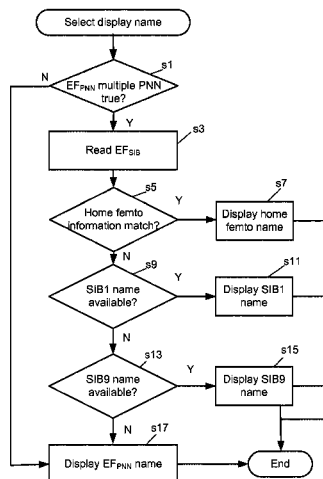 Select display name
s1
N
EFPNN multiple PNN
true?
Y
s3
Read EFSIB
s5
Y
s7
Home femto
information match?
Display home
femto name
N
s9
Y
s11
SIB1 name
available?
Display SIB1
name
N
s13
Y
s15
SIB9 name
available?
Display SIB9
name
N
s17
Display EFPNN name
End